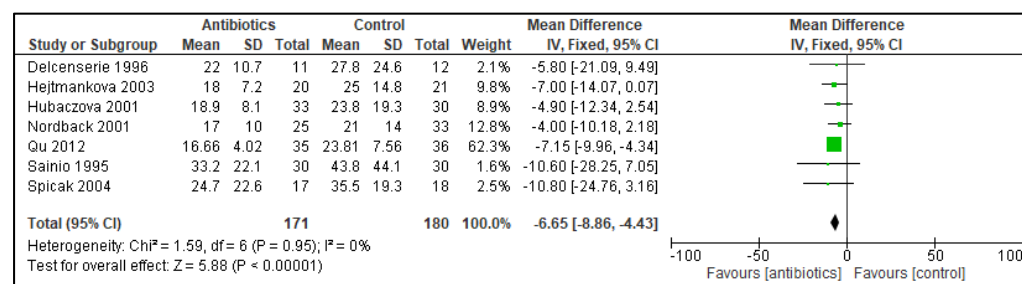 Antibiotics Control Mean Difference Mean Difference
Study or Subgroup Mean SD Total Mean SD Total Weight IV, Fixed, 95% CI IV, Fixed, 95% CI
Delcenserie 1996 22 10.7 11 27.8 24.6 12 2.1% -5.80 [-21.09, 9.49]
Hejtmankova 2003 18 7.2 20 25 14.8 21 9.8% -7.00 [-14.07, 0.07]
Hubaczova 2001 18.9 8.1 33 23.8 19.3 30 8.9% -4.90 [-12.34, 2.54]
Nordback 2001 17 10 25 21 14 33 12.8% -4.00 [-10.18, 2.18]
Qu 2012 16.66 4.02 35 23.81 7.56 36 62.3% -7.15 [-9.96, -4.34]
Sainio 1995 33.2 22.1 30 43.8 44.1 30 1.6% -10.60 [-28.25, 7.05]
Spicak 2004 24.7 22.6 17 35.5 19.3 18 2.5% -10.80 [-24.76, 3.16]
Total (95% CI) 171 180 100.0% -6.65 [-8.86, -4.43]
Heterogeneity: Chi² = 1.59, df = 6 (P = 0.95); I² = 0%
Test for overall effect: Z = 5.88 (P < 0.00001)
-100 -50 0 50 100
Favours [antibiotics] Favours [control]